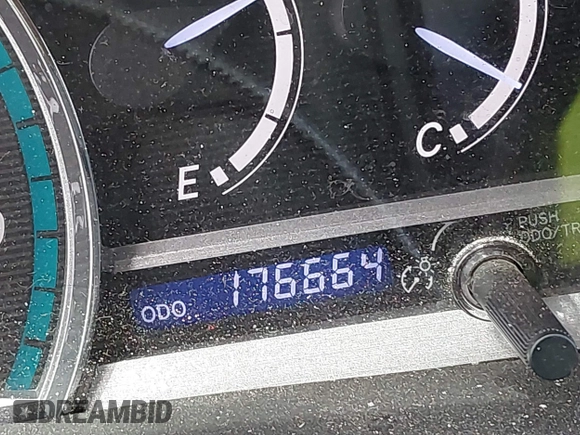 E
C
PUSH
ODO/TR
ODO 176664
DREAMBID